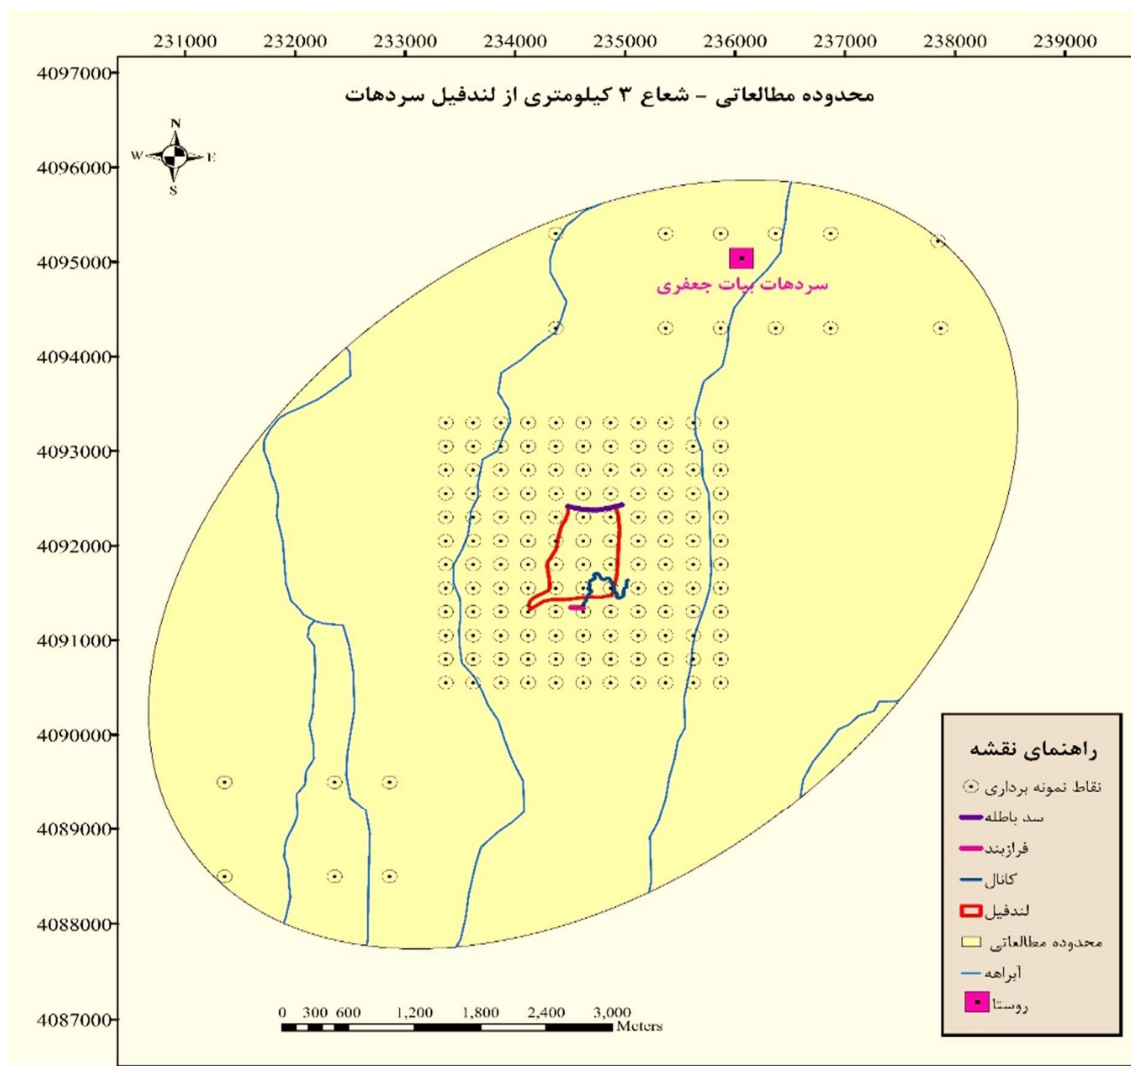 231000 232000 233000 234000 235000 236000 237000 238000 239000
4097000
محدوده مطالعاتی - شعاع ۳ کیلومتری از لندفیل سردهات
N
W E
S
4096000
4095000
سردهات بیات جعفری
4094000
4093000
4092000
4091000
4090000
4089000
4088000
4087000
راهنمای نقشه
نقاط نمونه برداری
سد باطله
فرازبند
کانال
لندفیل
محدوده مطالعاتی
آبراهه
روستا
0 300 600 1,200 1,800 2,400 3,000
Meters